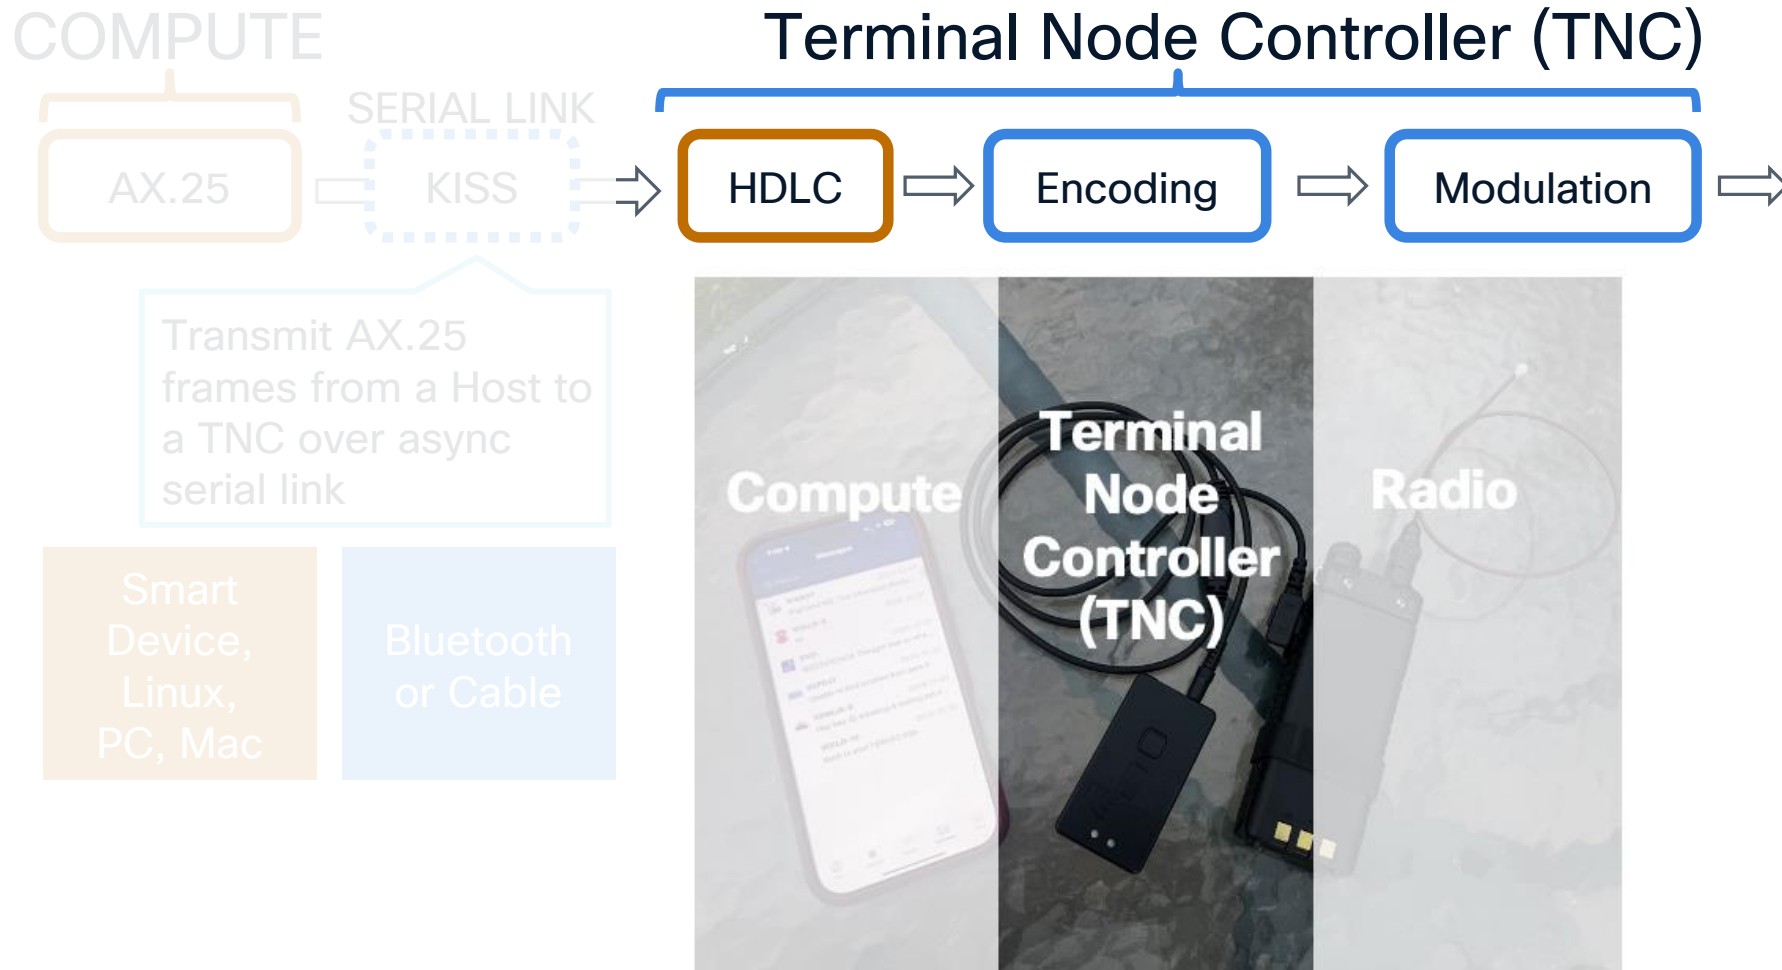 COMPUTE
Terminal Node Controller (TNC)
SERIAL LINK
AX.25
KISS
HDLC
Encoding
Modulation
Transmit AX.25
frames from a Host to
a TNC over async
serial link
Smart
Device,
Linux,
PC, Mac
Bluetooth
or Cable
Compute
Terminal
Node
Controller
(TNC)
Radio